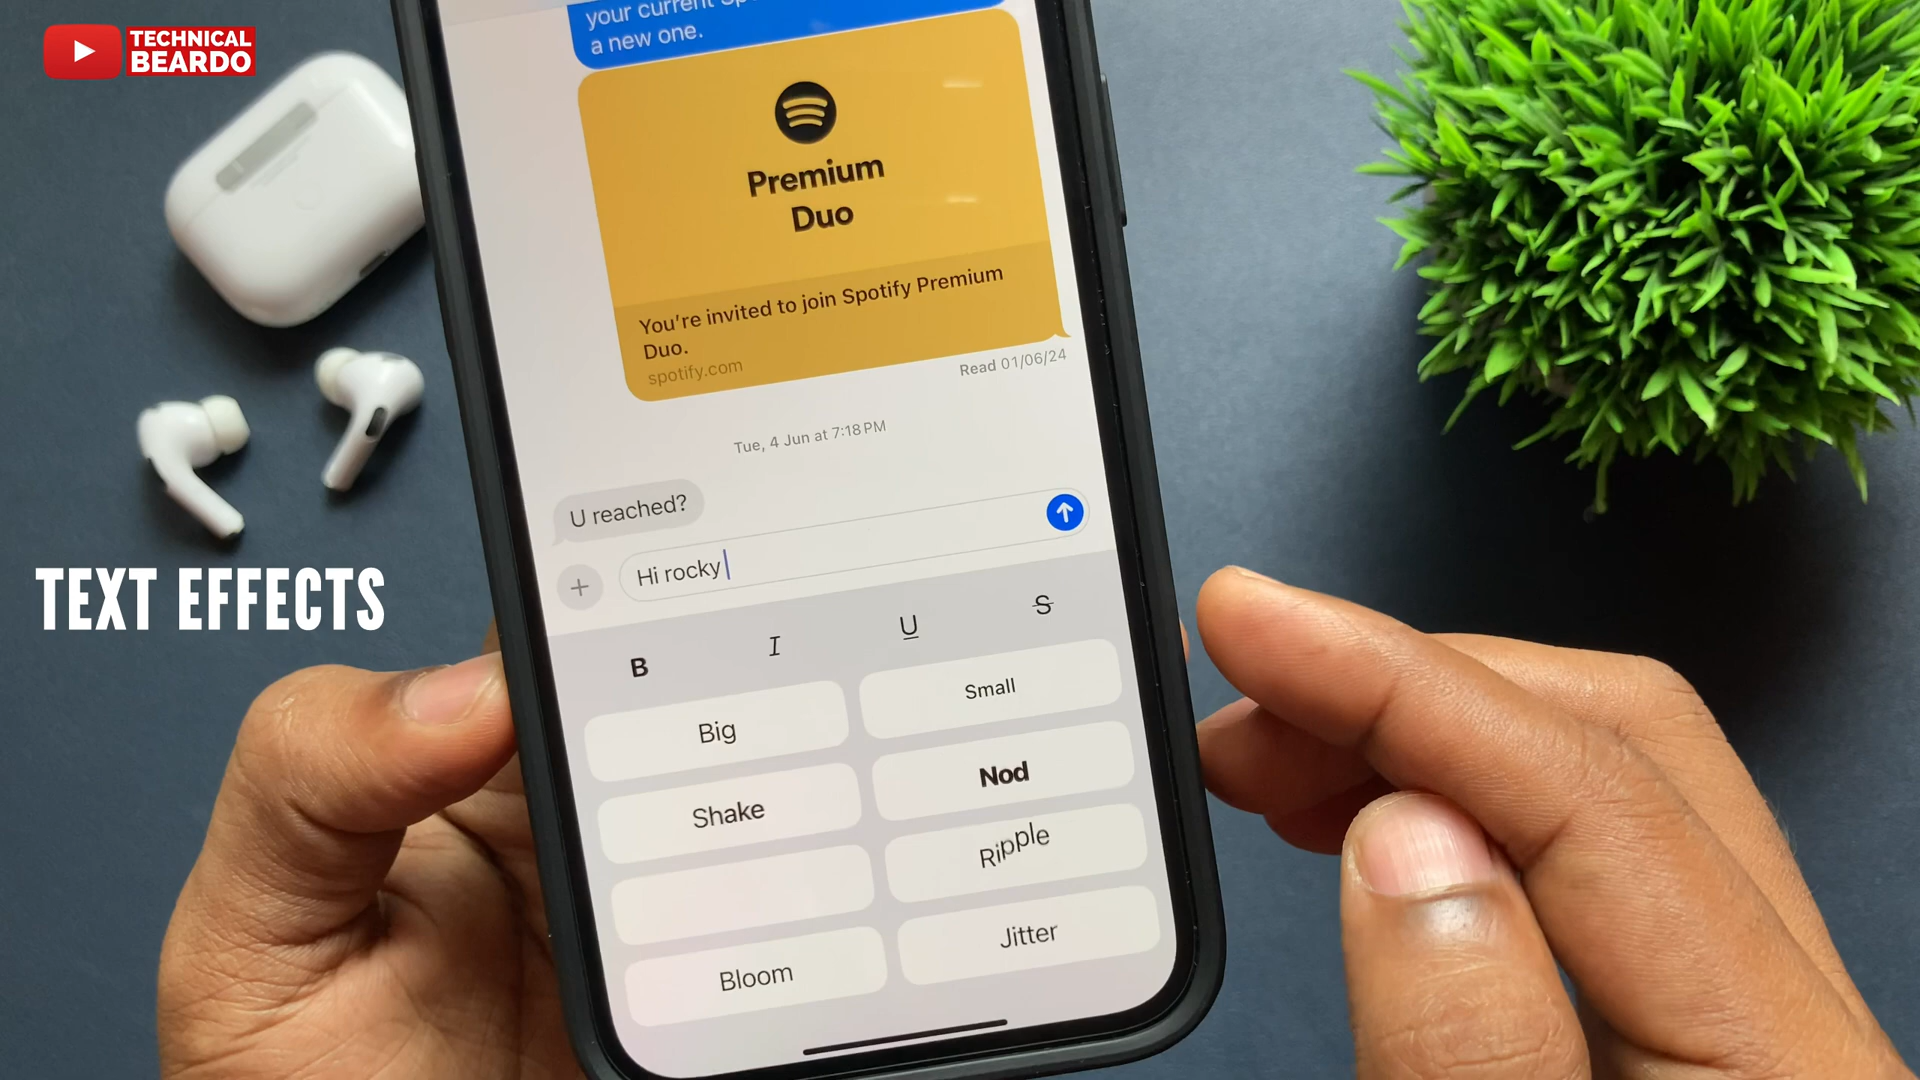 TECHNICAL
BEARDO
your current Sp
a new one.
Premium
Duo
You're invited to join Spotify Premium
Duo.
spotify.com
Read 01/06/24
Tue, 4 Jun at 7:18 PM
U reached?
Hi rocky
TEXT EFFECTS
B I U S
Big
Small
Shake
Nod
Ripple
Bloom
Jitter